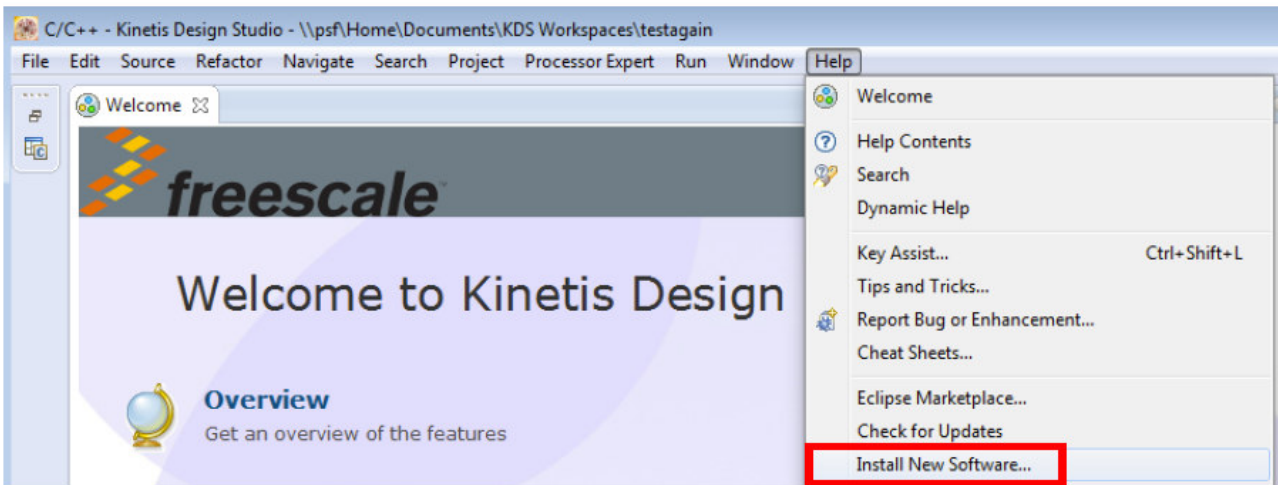 C/C++ - Kinetis Design Studio - \\psf\Home\Documents\KDS Workspaces\testagain
File Edit Source Refactor Navigate Search Project Processor Expert Run Window Help
Welcome
freescale™
Welcome to Kinetis Design
Overview
Get an overview of the features
Welcome
Help Contents
Search
Dynamic Help
Key Assist... Ctrl+Shift+L
Tips and Tricks...
Report Bug or Enhancement...
Cheat Sheets...
Eclipse Marketplace...
Check for Updates
Install New Software...